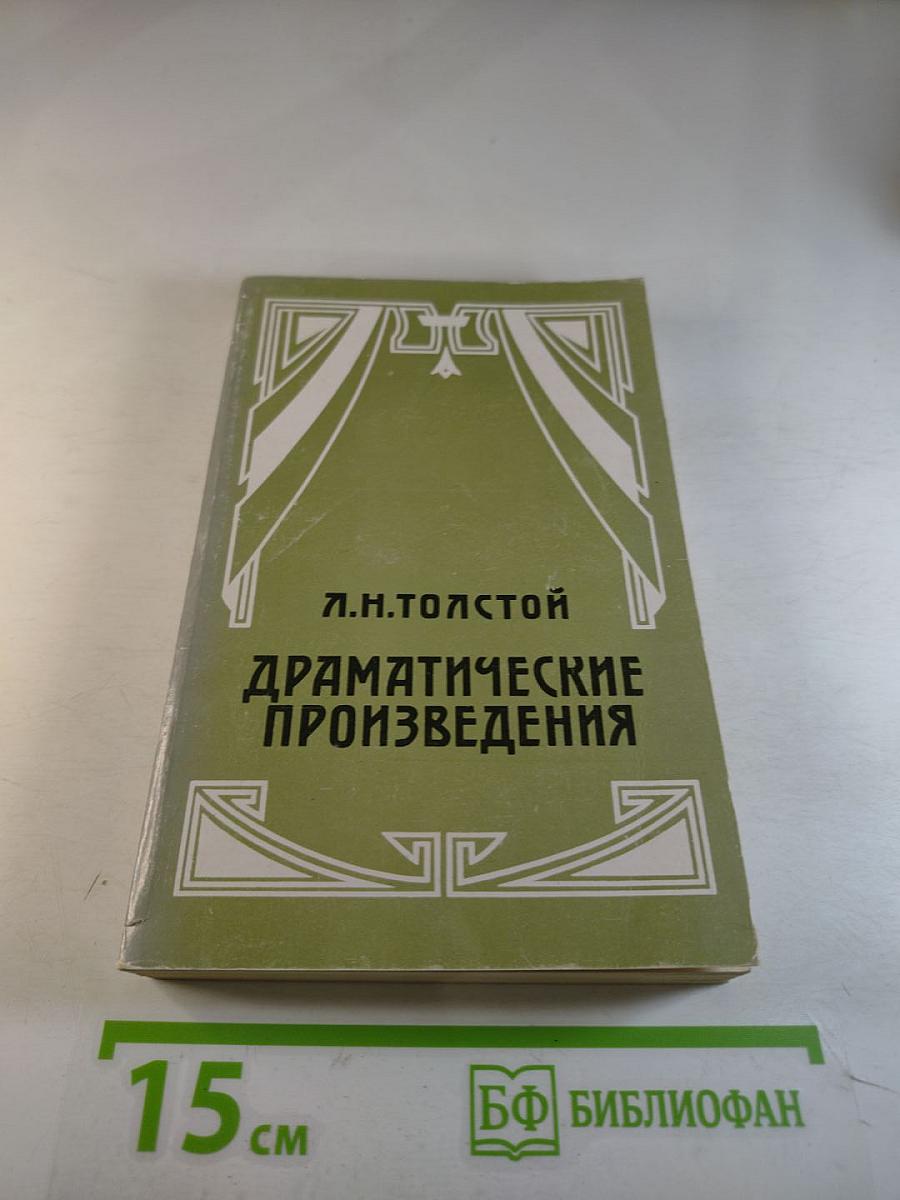 Л.Н.ТОЛСТОЙ
ДРАМАТИЧЕСКИЕ
ПРОИЗВЕДЕНИЯ
15 см
БФ БИБЛИОФАН